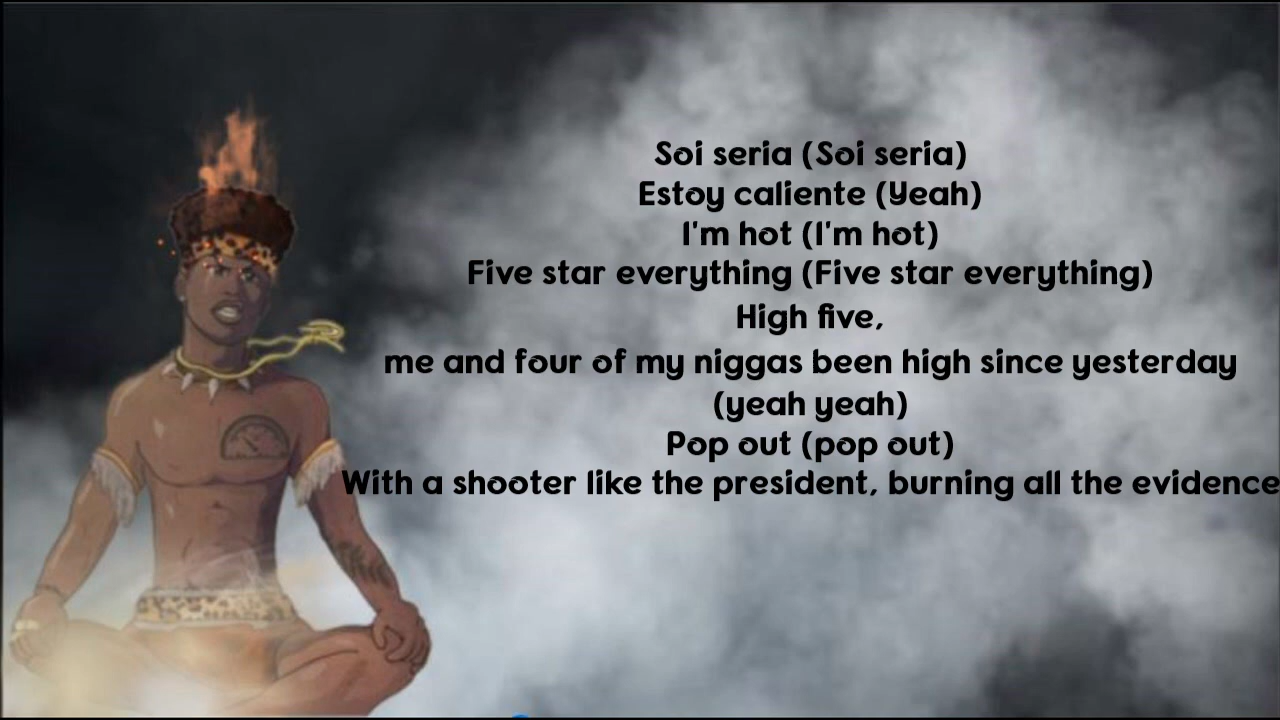 Soi seria (Soi seria)
Estoy caliente (Yeah)
I'm hot (I'm hot)
Five star everything (Five star everything)
High five,
me and four of my niggas been high since yesterday
(yeah yeah)
Pop out (pop out)
With a shooter like the president, burning all the evidence